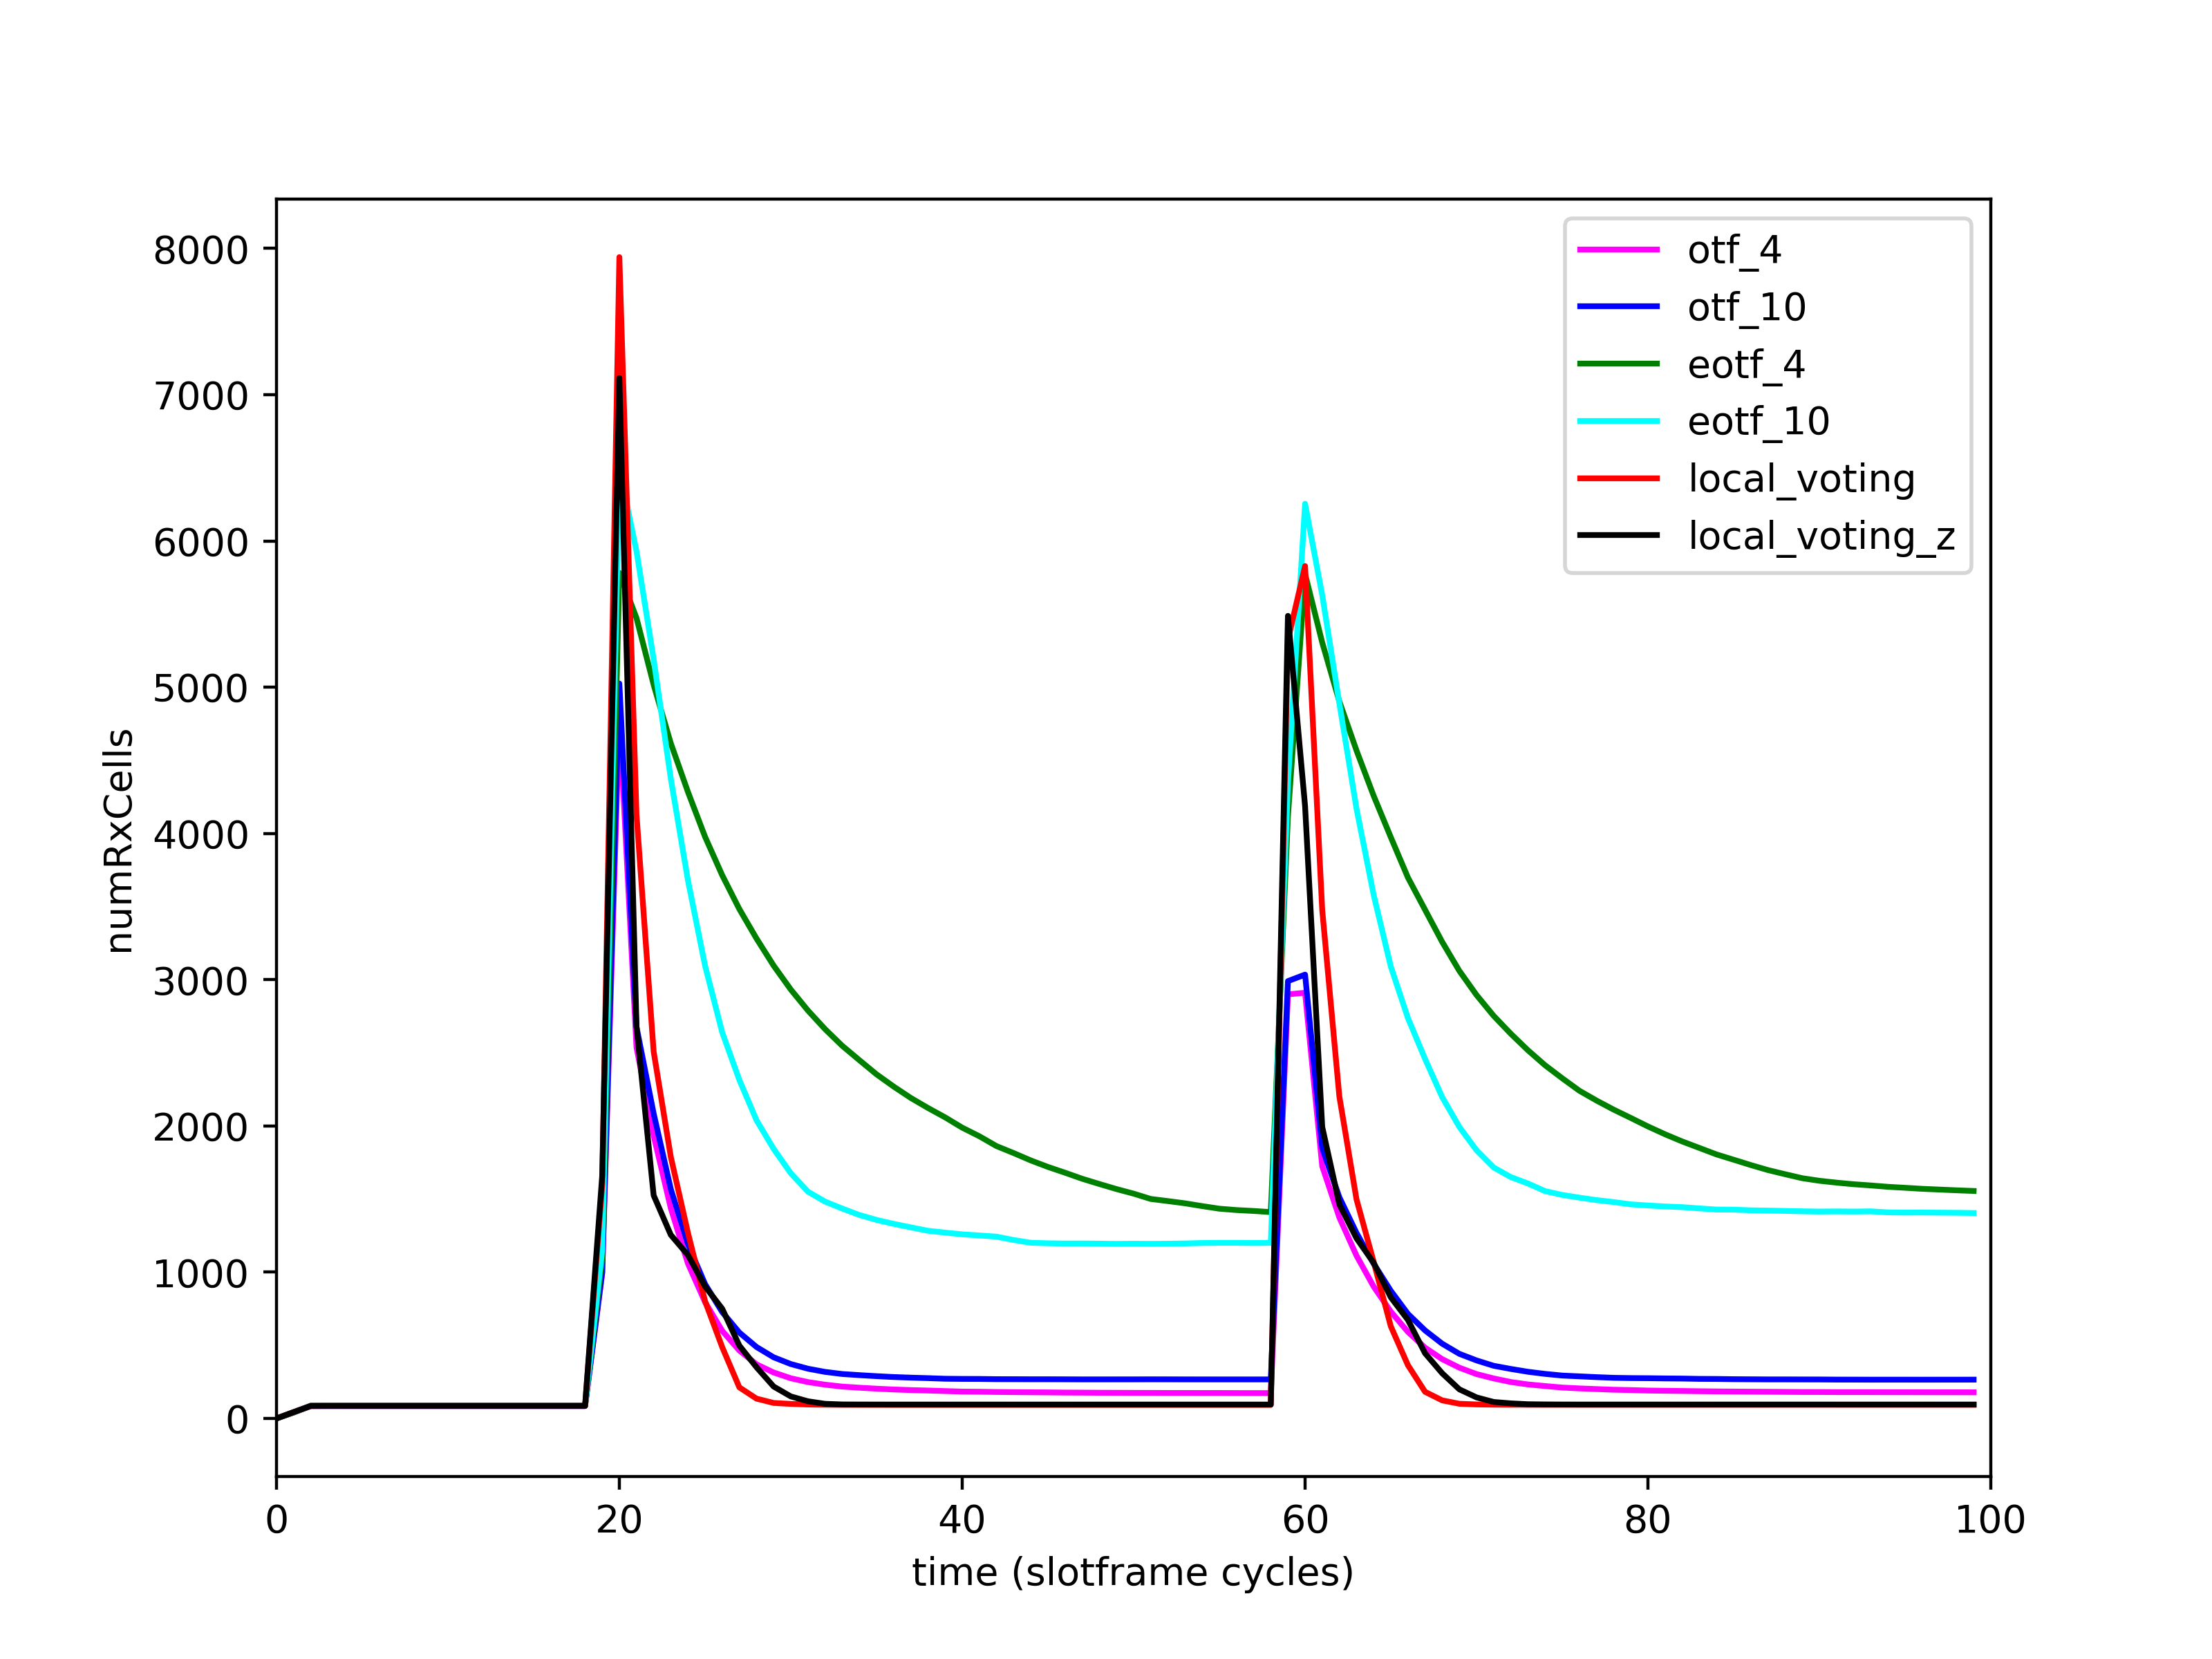 8000
7000
6000
5000
4000
3000
2000
1000
0
numRxCells
0 20 40 60 80 100
time (slotframe cycles)
otf_4
otf_10
eotf_4
eotf_10
local_voting
local_voting_z